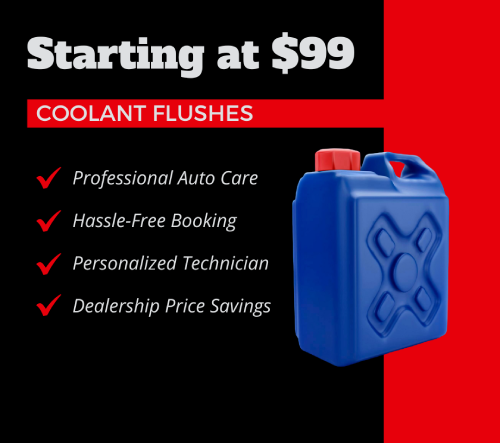 Starting at $99
COOLANT FLUSHES
Professional Auto Care
Hassle-Free Booking
Personalized Technician
Dealership Price Savings